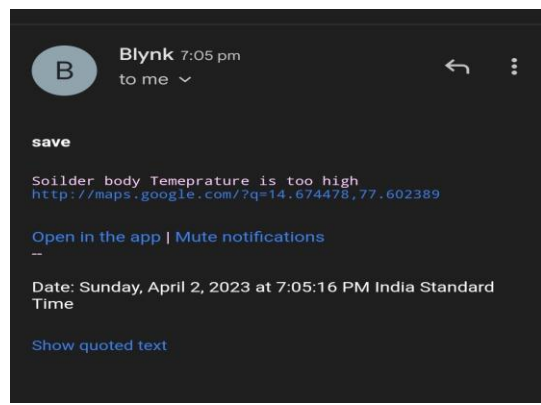 B
Blynk 7:05 pm
to me
save
Soilder body Temeprature is too high
http://maps.google.com/?q=14.674478,77.602389
Open in the app | Mute notifications
--
Date: Sunday, April 2, 2023 at 7:05:16 PM India Standard
Time
Show quoted text